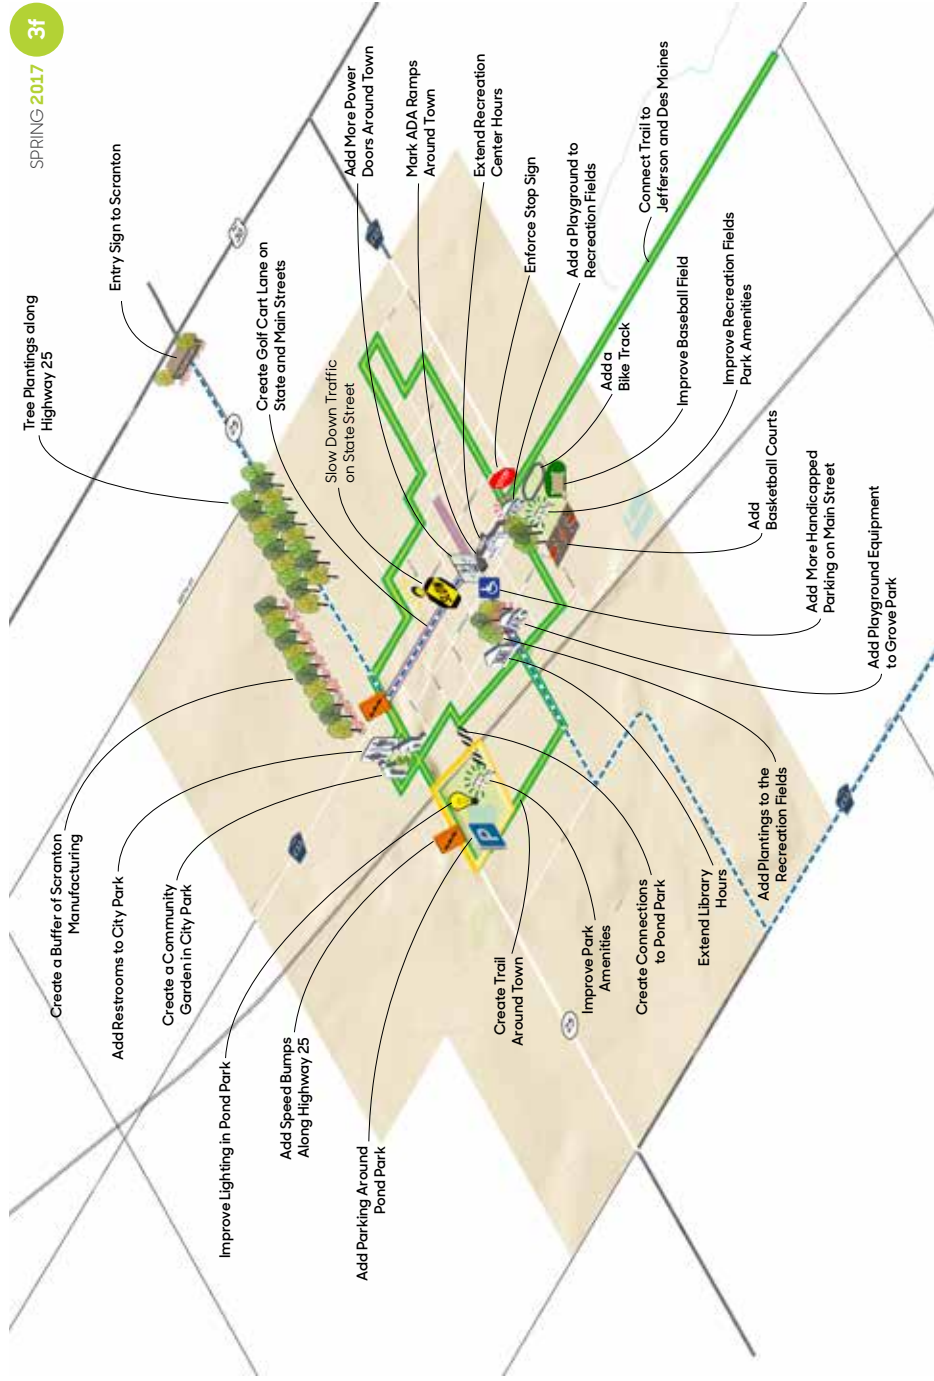 SPRING 2017
3f
Tree Plantings along
Highway 25
Entry Sign to Scranton
Create Golf Cart Lane on
State and Main Streets
Slow Down Traffic
on State Street
Add More Power
Doors Around Town
Mark ADA Ramps
Around Town
Extend Recreation
Center Hours
Enforce Stop Sign
Add a Playground to
Recreation Fields
Connect Trail to
Jefferson and Des Moines
Add a
Bike Track
Improve Baseball Field
Improve Recreation Fields
Park Amenities
Add
Basketball Courts
Add More Handicapped
Parking on Main Street
Add Playground Equipment
to Grove Park
Create a Buffer of Scranton
Manufacturing
Add Restrooms to City Park
Create a Community
Garden in City Park
Improve Lighting in Pond Park
Add Speed Bumps
Along Highway 25
Add Parking Around
Pond Park
Create Trail
Around Town
Improve Park
Amenities
Create Connections
to Pond Park
Extend Library
Hours
Add Plantings to the
Recreation Fields
P
25
25
30